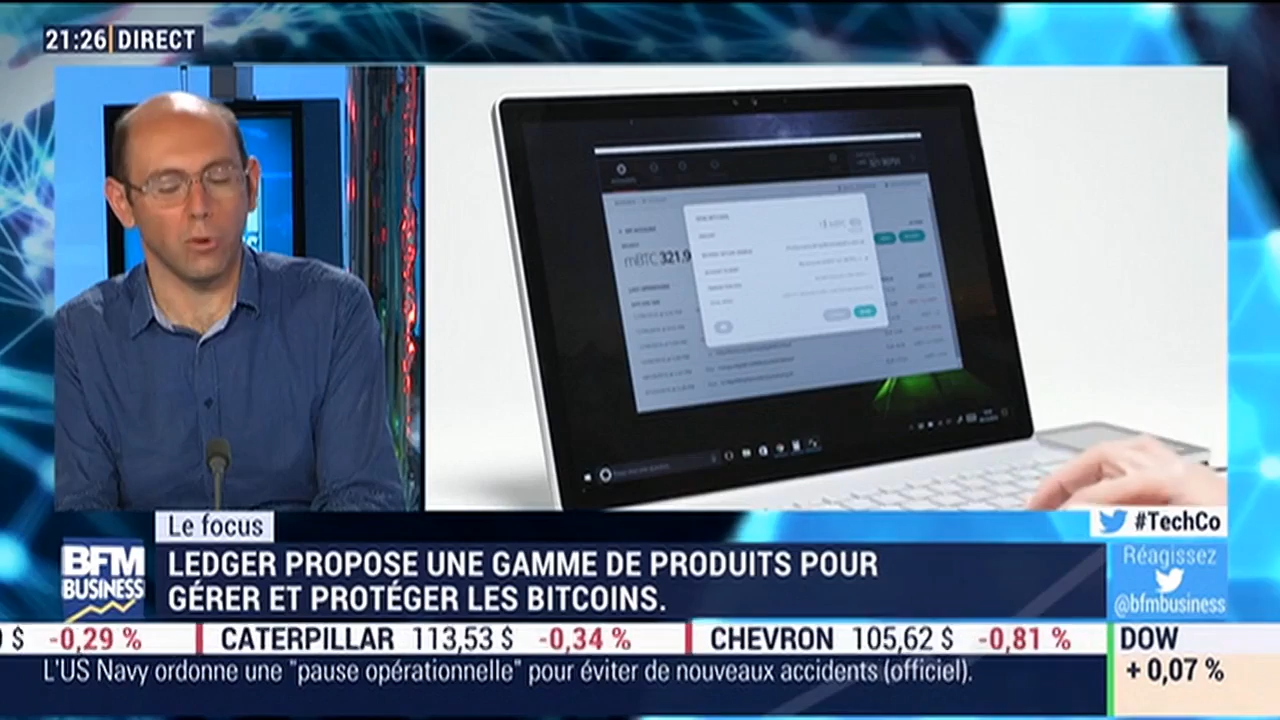 21:26 DIRECT
mBTC 321.9
Le focus
#TechCo
BFM
BUSINESS
LEDGER PROPOSE UNE GAMME DE PRODUITS POUR
GÉRER ET PROTÉGER LES BITCOINS.
Réagissez
@bfmbusiness
$ -0,29 % CATERPILLAR 113,53 $ -0,34 % CHEVRON 105,62 $ -0,81 %
DOW
+ 0,07 %
L'US Navy ordonne une "pause opérationnelle" pour éviter de nouveaux accidents (officiel).